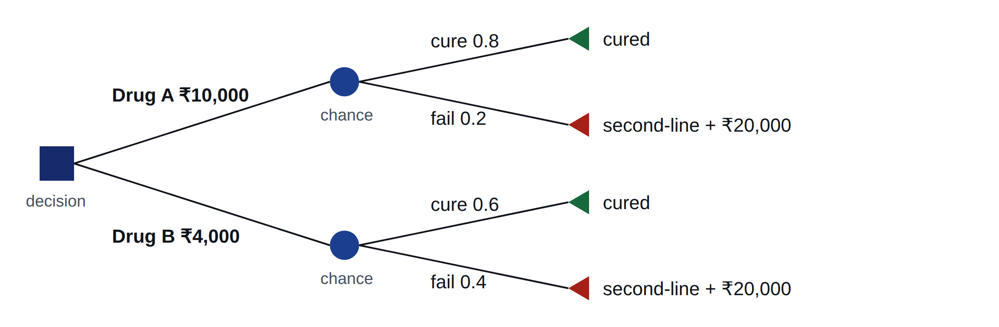 cure 0.8
cured
Drug A ₹10,000
chance
fail 0.2
second-line + ₹20,000
decision
cure 0.6
cured
Drug B ₹4,000
chance
fail 0.4
second-line + ₹20,000